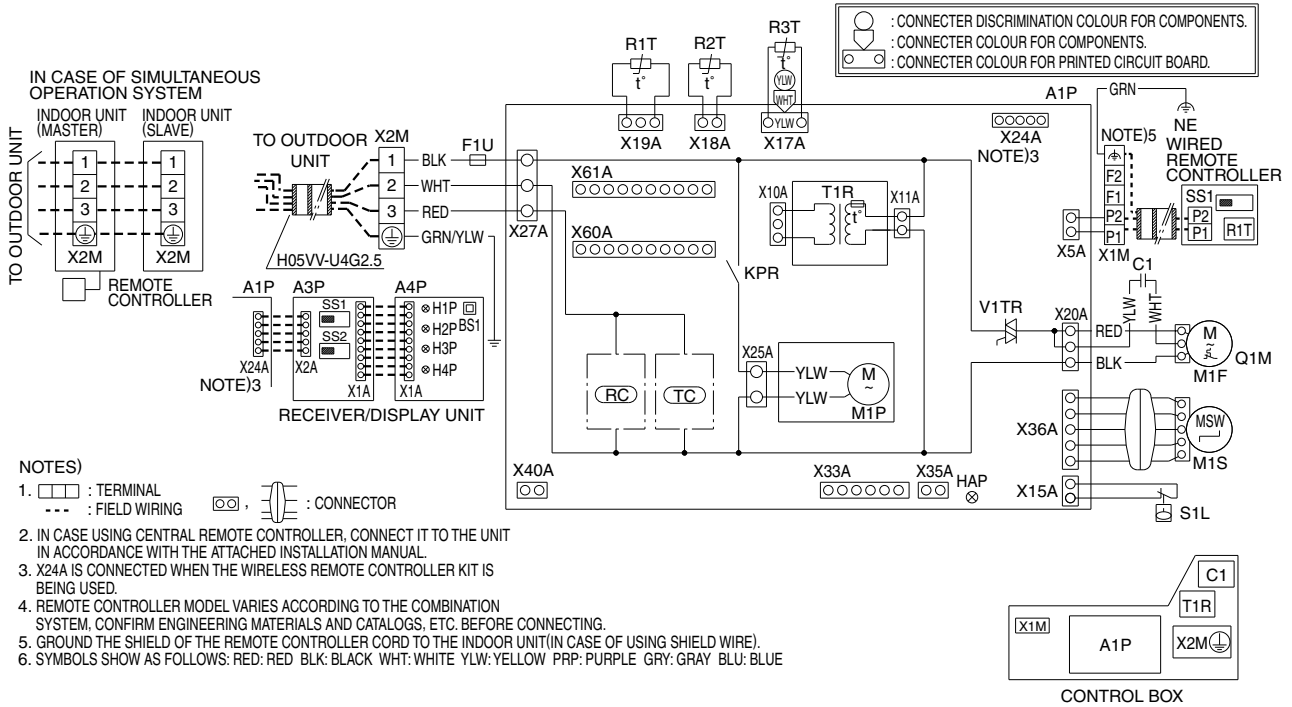 : CONNECTER DISCRIMINATION COLOUR FOR COMPONENTS.
: CONNECTER COLOUR FOR COMPONENTS.
: CONNECTER COLOUR FOR PRINTED CIRCUIT BOARD.
R1T
t°
X19A
R2T
t°
X18A
R3T
t°
YLW
WHT
YLW
X17A
A1P
X24A
NOTE)3
IN CASE OF SIMULTANEOUS
OPERATION SYSTEM
INDOOR UNIT
(MASTER)
INDOOR UNIT
(SLAVE)
TO OUTDOOR UNIT
1
2
3
X2M
1
2
3
X2M
REMOTE
CONTROLLER
TO OUTDOOR
UNIT
H05VV-U4G2.5
X2M
1
2
3
BLK
WHT
RED
GRN/YLW
F1U
X27A
X61A
X60A
X10A
T1R
t°
X11A
KPR
X25A
YLW
YLW
M
~
M1P
RC
TC
X40A
X33A
X35A
HAP
V1TR
GRN
NE
NOTE)5
F2
F1
P2
P1
X1M
X5A
WIRED
REMOTE
CONTROLLER
SS1
P2
P1
R1T
C1
YLW
WHT
X20A
RED
BLK
M
~
Q1M
M1F
X36A
MSW
M1S
X15A
S1L
A1P
X24A
NOTE)3
A3P
SS1
SS2
X2A
X1A
A4P
H1P
H2P
H3P
H4P
BS1
X1A
RECEIVER/DISPLAY UNIT
NOTES)
1. : TERMINAL
: FIELD WIRING
, : CONNECTOR
2. IN CASE USING CENTRAL REMOTE CONTROLLER, CONNECT IT TO THE UNIT
IN ACCORDANCE WITH THE ATTACHED INSTALLATION MANUAL.
3. X24A IS CONNECTED WHEN THE WIRELESS REMOTE CONTROLLER KIT IS
BEING USED.
4. REMOTE CONTROLLER MODEL VARIES ACCORDING TO THE COMBINATION
SYSTEM, CONFIRM ENGINEERING MATERIALS AND CATALOGS, ETC. BEFORE CONNECTING.
5. GROUND THE SHIELD OF THE REMOTE CONTROLLER CORD TO THE INDOOR UNIT(IN CASE OF USING SHIELD WIRE).
6. SYMBOLS SHOW AS FOLLOWS: RED: RED BLK: BLACK WHT: WHITE YLW: YELLOW PRP: PURPLE GRY: GRAY BLU: BLUE
C1
T1R
X1M
A1P
X2M
CONTROL BOX